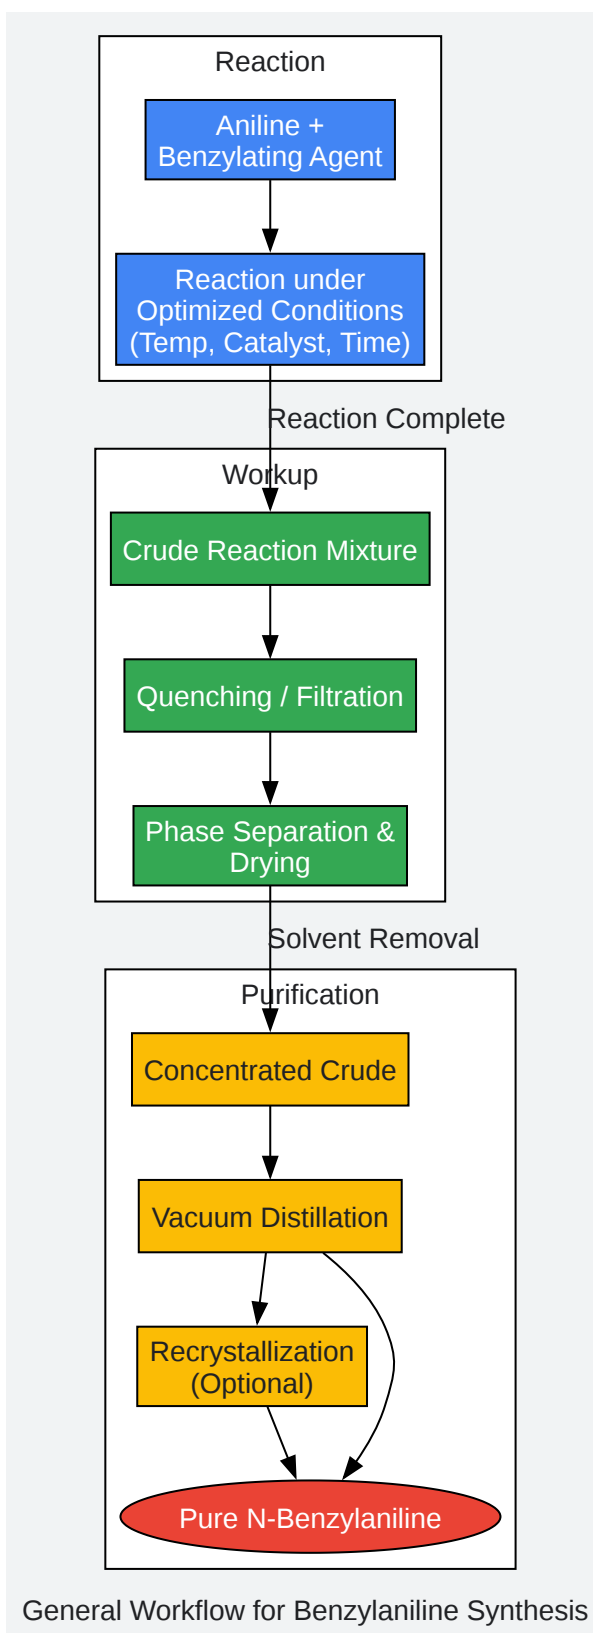 Reaction
Aniline +
Benzylating Agent
Reaction under
Optimized Conditions
(Temp, Catalyst, Time)
Reaction Complete
Workup
Crude Reaction Mixture
Quenching / Filtration
Phase Separation &
Drying
Solvent Removal
Purification
Concentrated Crude
Vacuum Distillation
Recrystallization
(Optional)
Pure N-Benzylaniline
General Workflow for Benzylaniline Synthesis